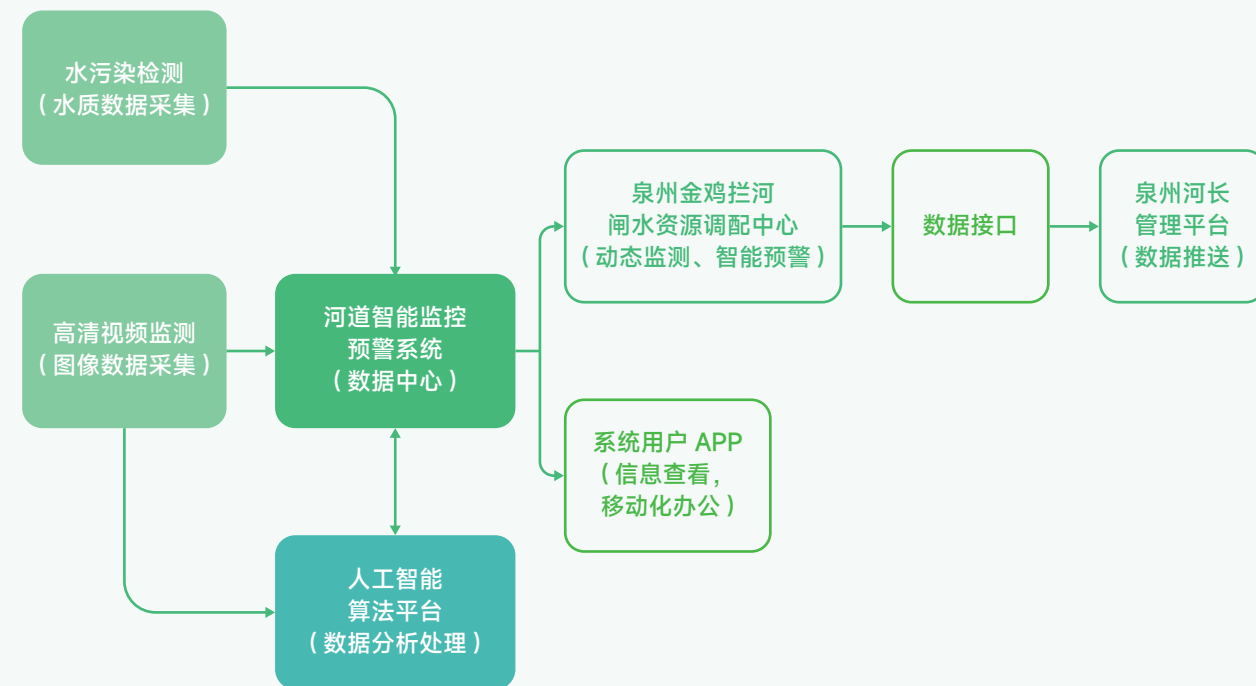 水污染检测
（水质数据采集）
泉州金鸡拦河
闸水资源调配中心
（动态监测、智能预警）
数据接口
泉州河长
管理平台
（数据推送）
高清视频监测
（图像数据采集）
河道智能监控
预警系统
（数据中心）
系统用户 APP
（信息查看，
移动化办公）
人工智能
算法平台
（数据分析处理）